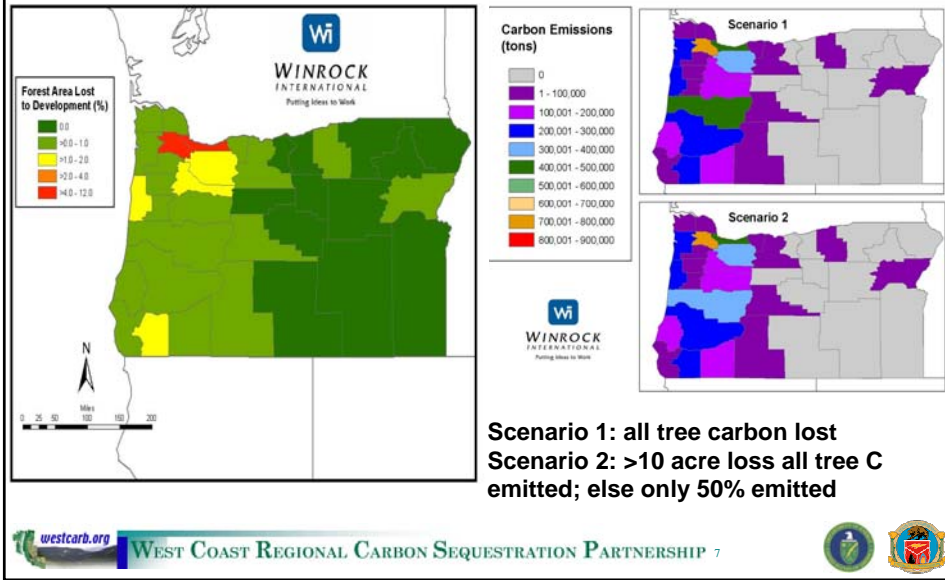 Wi
WINROCK
INTERNATIONAL
Putting Ideas to Work
Forest Area Lost
to Development (%)
0.0
>0.0 - 1.0
>1.0 - 2.0
>2.0 - 4.0
>4.0 - 12.0
N
Miles
0 25 50 100 150 200
Carbon Emissions
(tons)
0
1 - 100,000
100,001 - 200,000
200,001 - 300,000
300,001 - 400,000
400,001 - 500,000
500,001 - 600,000
600,001 - 700,000
700,001 - 800,000
800,001 - 900,000
Scenario 1
Scenario 2
Wi
WINROCK
INTERNATIONAL
Putting Ideas to Work
Scenario 1: all tree carbon lost
Scenario 2: >10 acre loss all tree C
emitted; else only 50% emitted
westcarb.org
WEST COAST REGIONAL CARBON SEQUESTRATION PARTNERSHIP 7